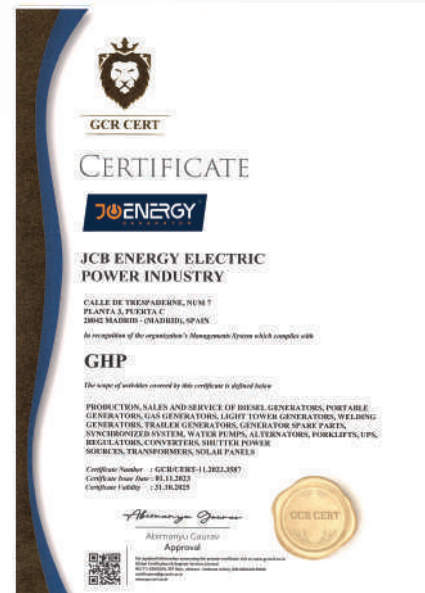 GCR CERT
CERTIFICATE
JCBENERGY
GENERATOR
JCB ENERGY ELECTRIC
POWER INDUSTRY
CALLE DE TRESPADERNE, NUM 7
PLANTA 3, PUERTA C
28042 MADRID - (MADRID), SPAIN
In recognition of the organization's Management System which complies with
GHP
The scope of activities covered by this certificate is defined below
PRODUCTION, SALES AND SERVICE OF DIESEL GENERATORS, PORTABLE
GENERATORS, GAS GENERATORS, LIGHT TOWER GENERATORS, WELDING
GENERATORS, TRAILER GENERATORS, GENERATOR SPARE PARTS,
SYNCHRONIZED SYSTEM, WATER PUMPS, ALTERNATORS, FORKLIFTS, UPS,
REGULATORS, CONVERTERS, SHUTTER POWER
SOURCES, TRANSFORMERS, SOLAR PANELS
Certificate Number : GCR/CERT-11.2023.3587
Certificate Issue Date : 01.11.2023
Certificate Validity : 31.10.2025
Abimanyu Gaurav
Abimanyu Gaurav
Approval
GCR CERT